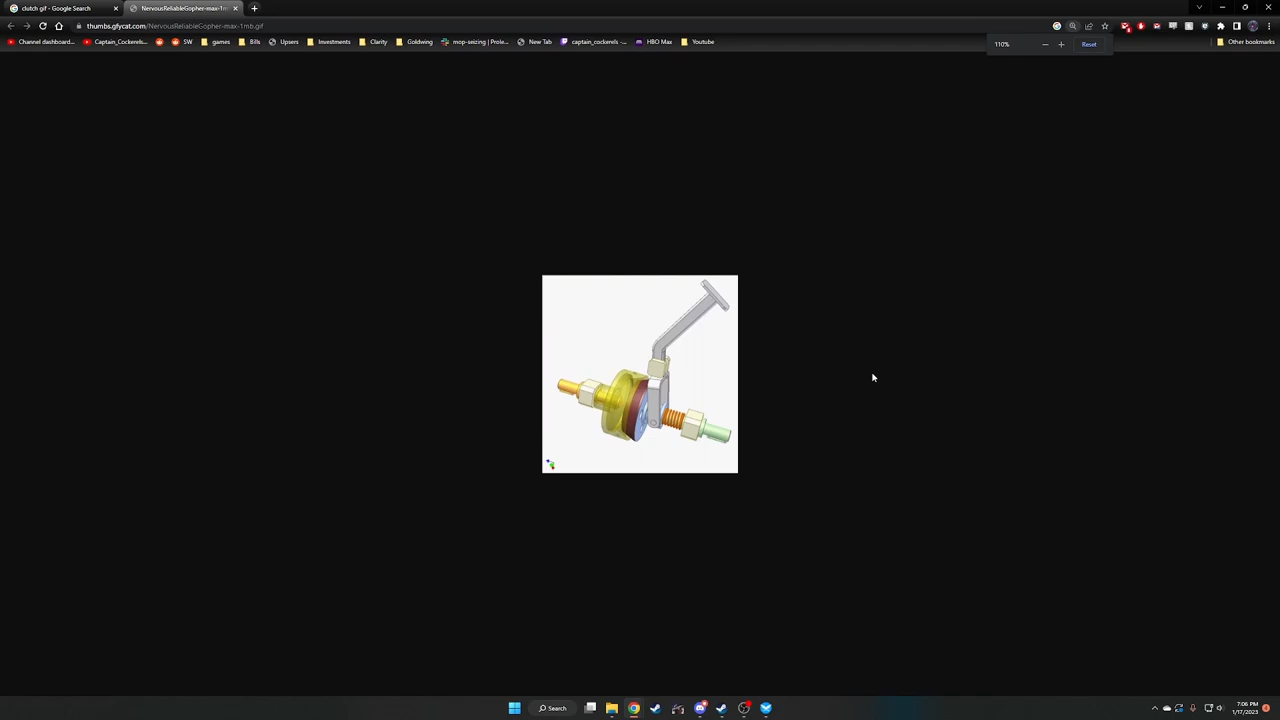 clutch gif - Google Search
NervousReliableGopher-max-1m
thumbs.gfycat.com/NervousReliableGopher-max-1mb.gif
Channel dashboard...
Captain_Cockerels...
SW
games
Bills
Upsers
Investments
Clarity
Goldwing
mop-seizing | Prole...
New Tab
captain_cockerels -...
HBO Max
Youtube
Other bookmarks
110%
Reset
Search
7:06 PM
1/17/2023